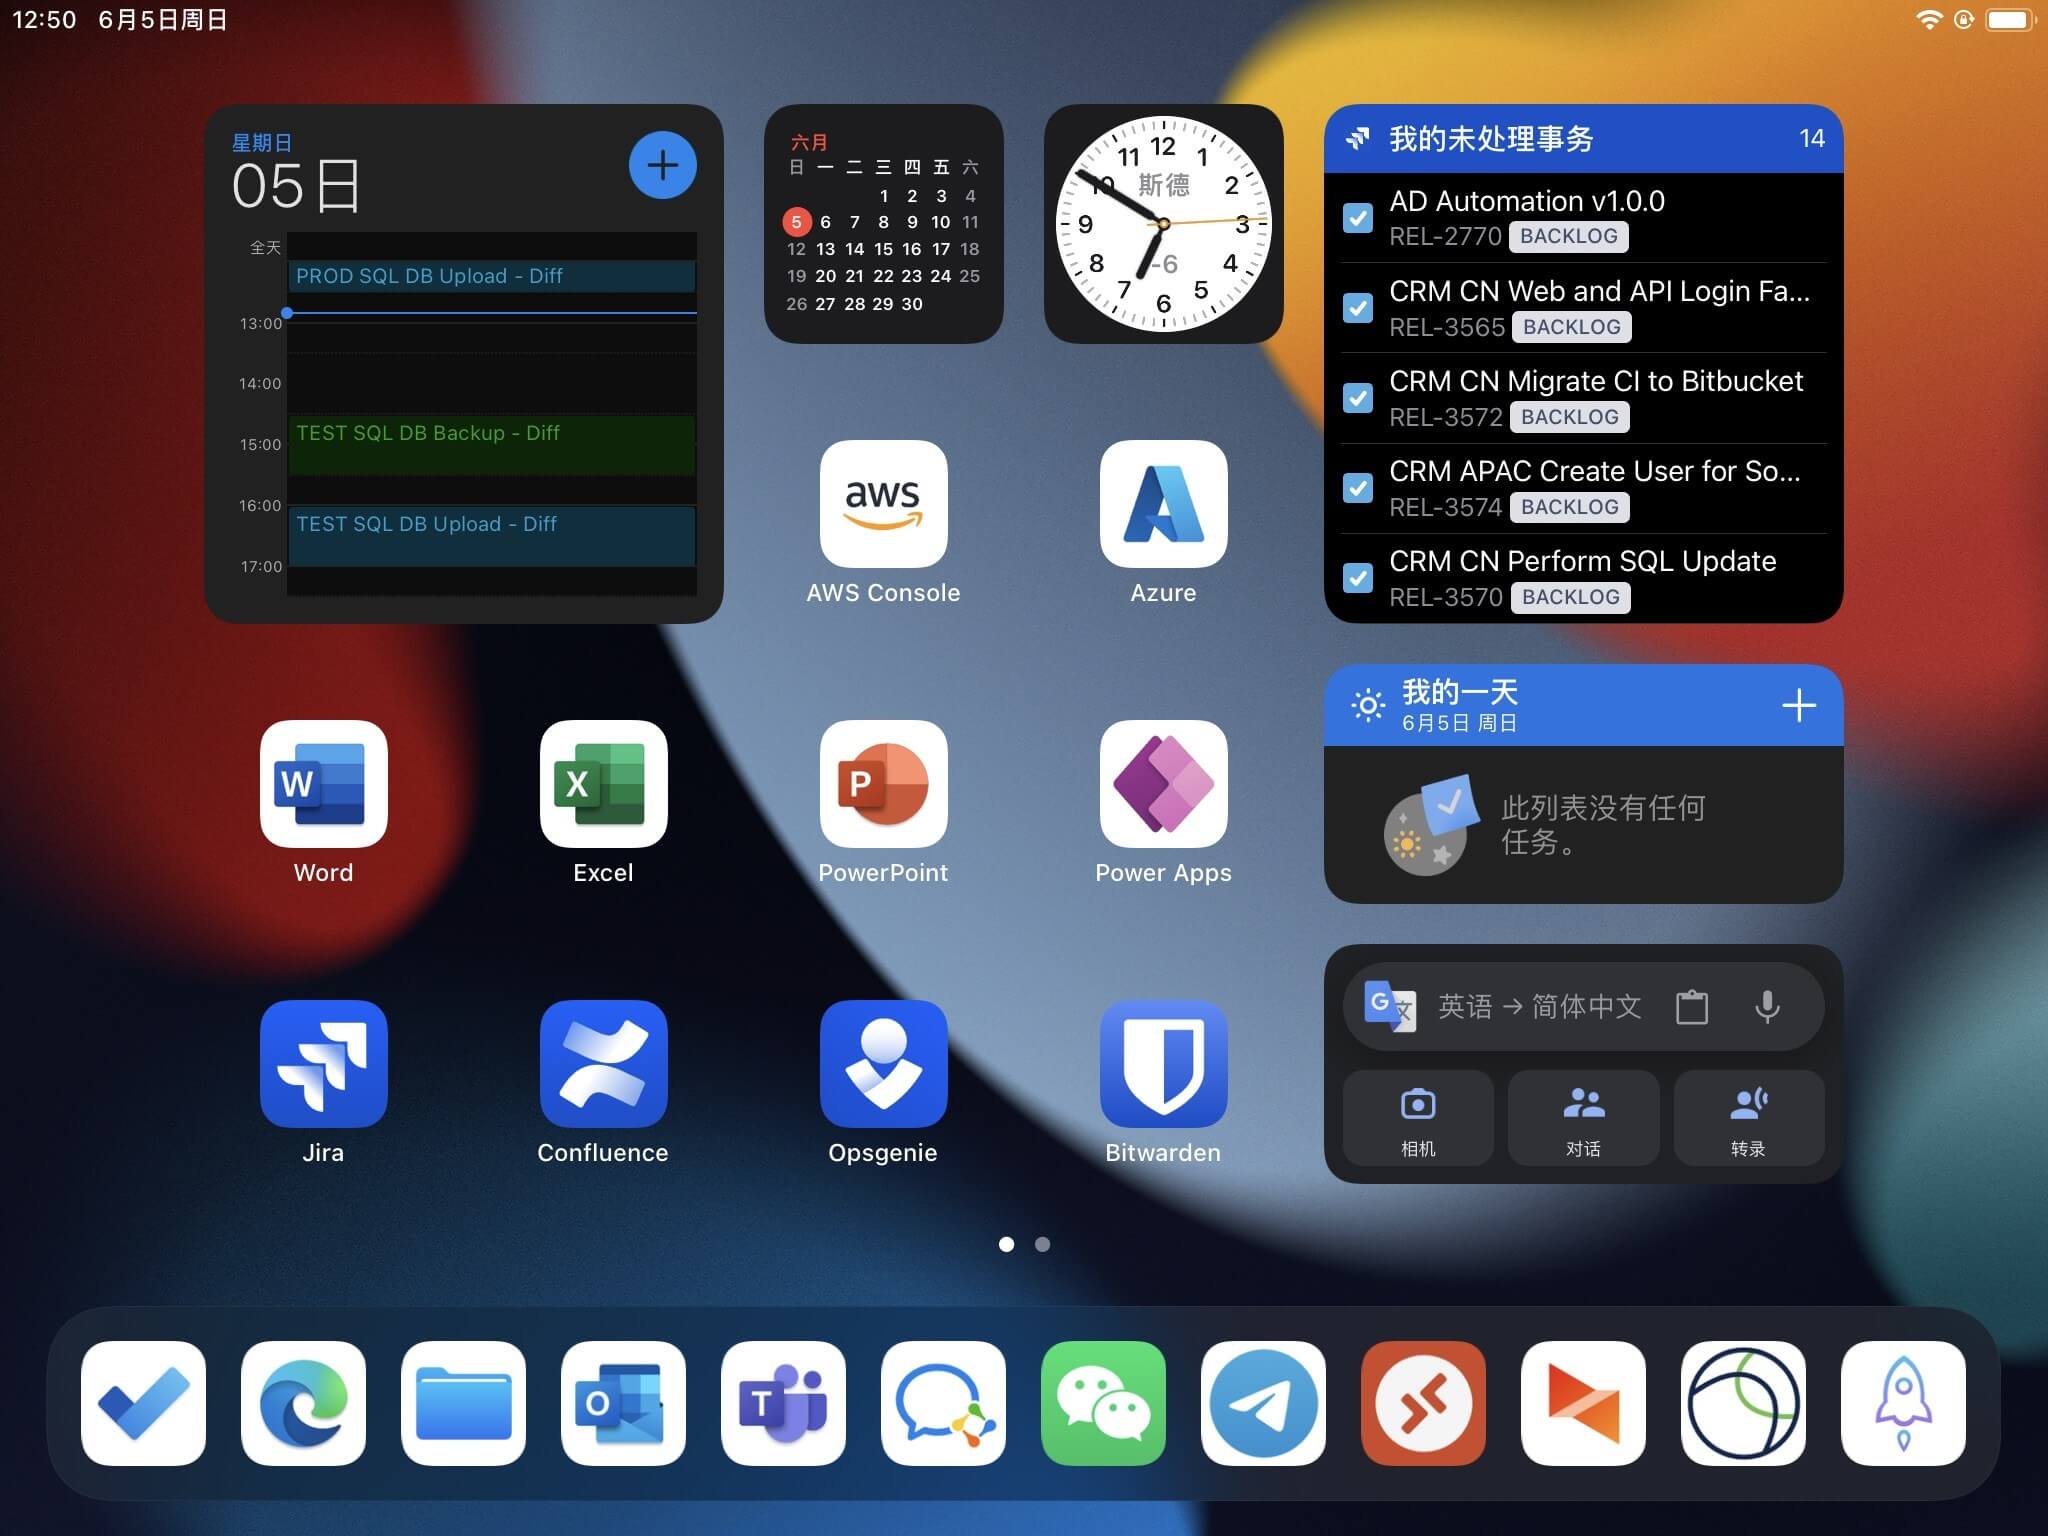 12:50 6月5日周日
星期日
05日
全天
PROD SQL DB Upload - Diff
13:00
14:00
TEST SQL DB Backup - Diff
15:00
16:00
TEST SQL DB Upload - Diff
17:00
六月
日 一 二 三 四 五 六
1 2 3 4
5 6 7 8 9 10 11
12 13 14 15 16 17 18
19 20 21 22 23 24 25
26 27 28 29 30
12
11 1
斯德
10 2
9 3
-6
8 4
7 5
6
我的未处理事务 14
AD Automation v1.0.0
REL-2770 BACKLOG
CRM CN Web and API Login Fa...
REL-3565 BACKLOG
CRM CN Migrate CI to Bitbucket
REL-3572 BACKLOG
CRM APAC Create User for So...
REL-3574 BACKLOG
CRM CN Perform SQL Update
REL-3570 BACKLOG
aws
AWS Console Azure
我的一天
6月5日 周日
此列表没有任何
任务。
W X P
Word Excel PowerPoint Power Apps
G 文 英语 → 简体中文
相机 对话 转录
Jira Confluence Opsgenie Bitwarden
O T